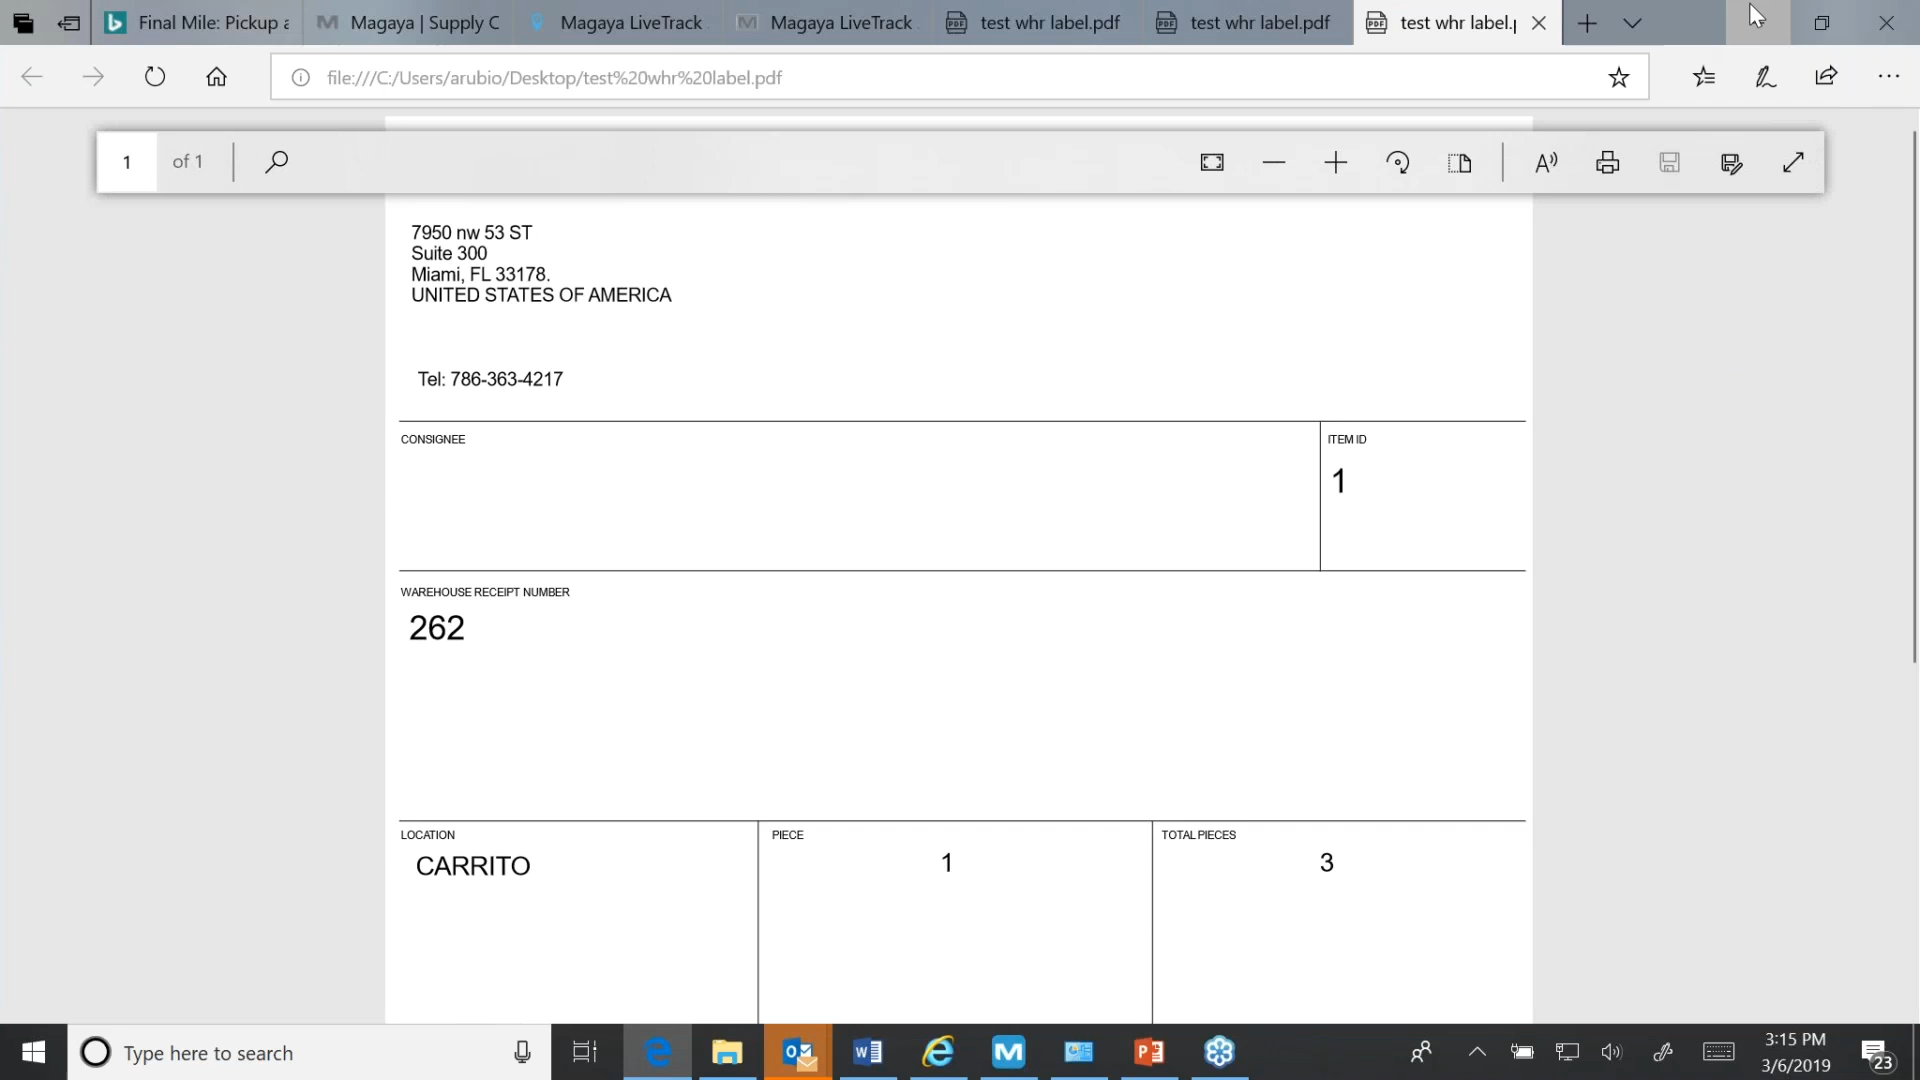 Final Mile: Pickup a
Magaya | Supply C
Magaya LiveTrack
Magaya LiveTrack
test whr label.pdf
test whr label.pdf
test whr label.p
file:///C:/Users/arubio/Desktop/test%20whr%20label.pdf
1 of 1
7950 nw 53 ST
Suite 300
Miami, FL 33178.
UNITED STATES OF AMERICA
Tel: 786-363-4217
CONSIGNEE
ITEM ID
1
WAREHOUSE RECEIPT NUMBER
262
LOCATION
PIECE
TOTAL PIECES
CARRITO
1
3
Type here to search
3:15 PM
3/6/2019
23